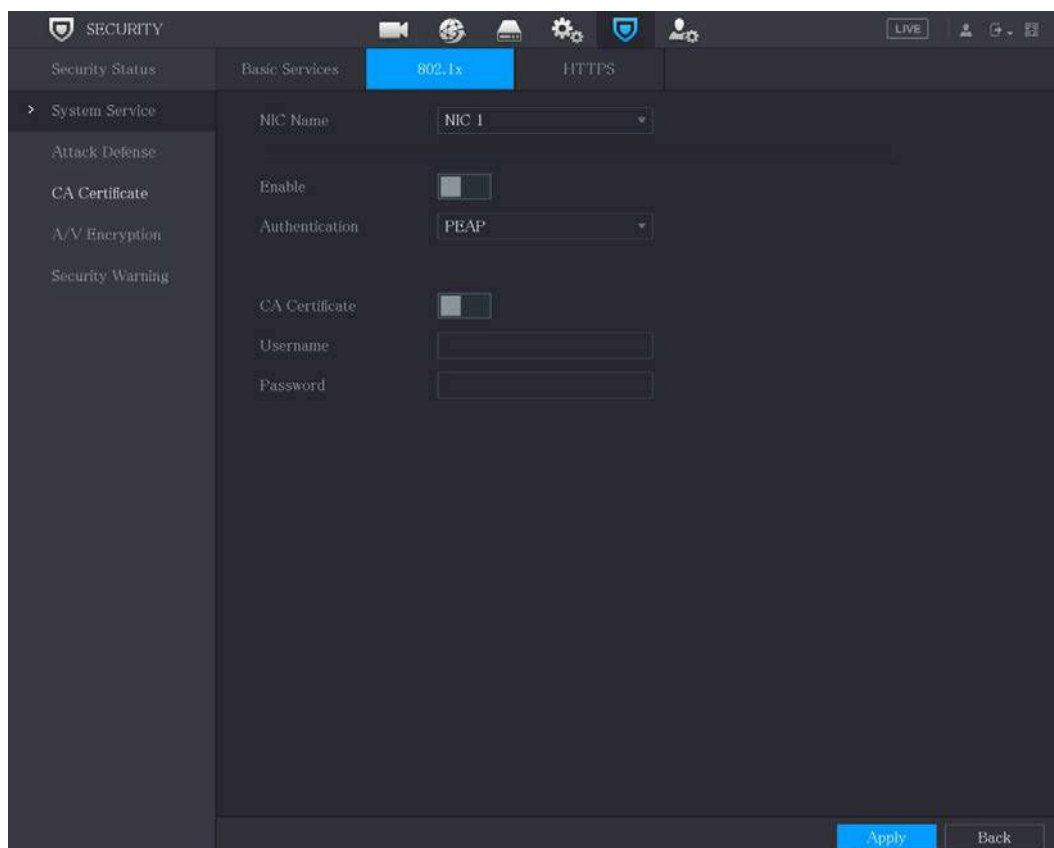 SECURITY
LIVE
Security Status
Basic Services 802.1x HTTPS
System Service
NIC Name NIC 1
Attack Defense
Enable
CA Certificate
Authentication PEAP
A/V Encryption
Security Warning
CA Certificate
Username
Password
Apply Back